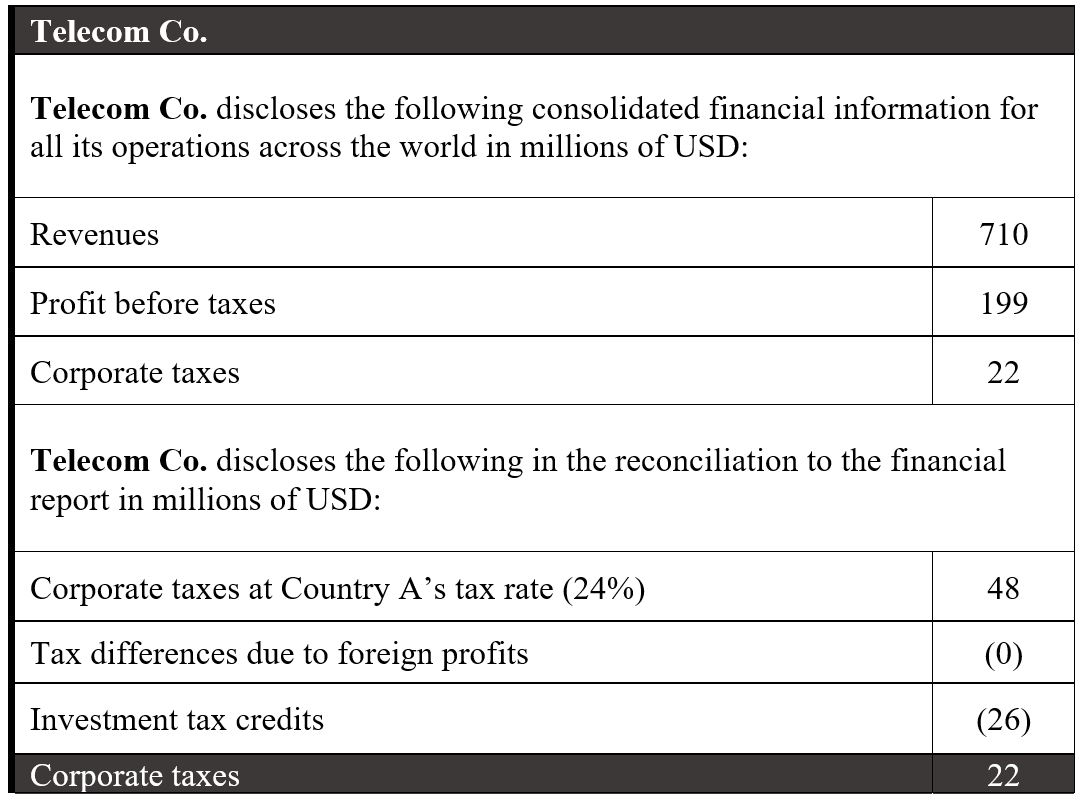 Telecom Co.
Telecom Co. discloses the following consolidated financial information for
all its operations across the world in millions of USD:
Revenues 710
Profit before taxes 199
Corporate taxes 22
Telecom Co. discloses the following in the reconciliation to the financial
report in millions of USD:
Corporate taxes at Country A’s tax rate (24%) 48
Tax differences due to foreign profits (0)
Investment tax credits (26)
Corporate taxes 22